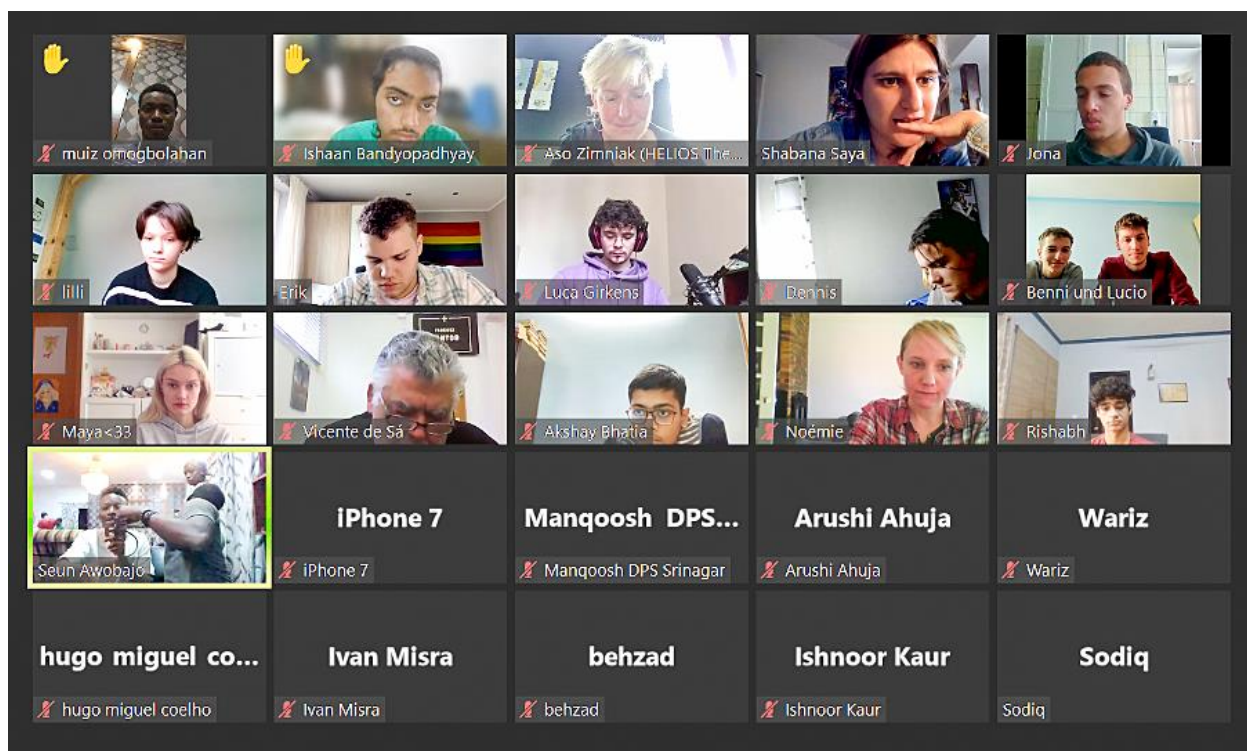 muiz omogbolahan
Ishaan Bandyopadhyay
Aso Zimniak (HELIOS The...
Shabana Saya
Jona
lilli
Erik
Luca Girkens
Dennis
Benni und Lucio
Maya<33
Vicente de Sá
Akshay Bhatia
Noémie
Rishabh
Seun Awobajo
iPhone 7
iPhone 7
Manqoosh DPS...
Manqoosh DPS Srinagar
Arushi Ahuja
Arushi Ahuja
Wariz
Wariz
hugo miguel co...
hugo miguel coelho
Ivan Misra
Ivan Misra
behzad
behzad
Ishnoor Kaur
Ishnoor Kaur
Sodiq
Sodiq